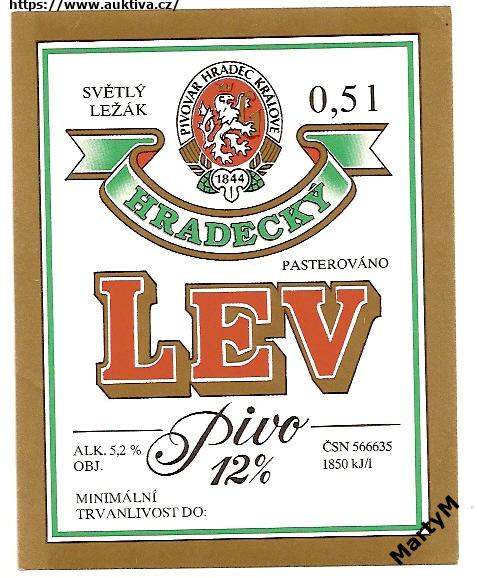 https://www.auktiva.cz/
SVĚTLÝ
LEŽÁK
PIVOVAR HRADEC KRÁLOVÉ
1844
0,5 l
HRADECKÝ
PASTEROVÁNO
LEV
Pivo
12%
ALK. 5,2 %
OBJ.
ČSN 566635
1850 kJ/l
MINIMÁLNÍ
TRVANLIVOST DO:
MartyM